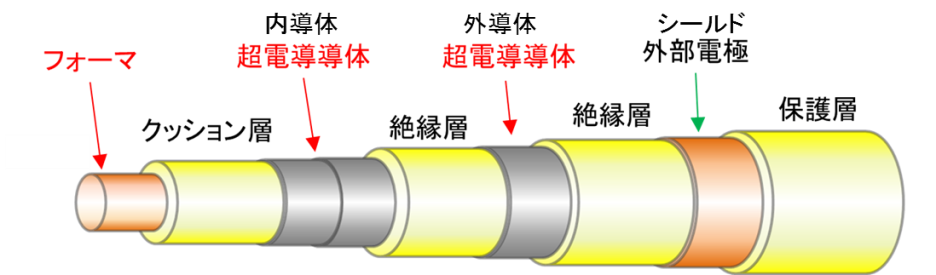 フォーマ
クッション層
内導体
超電導導体
絶縁層
外導体
超電導導体
絶縁層
シールド
外部電極
保護層